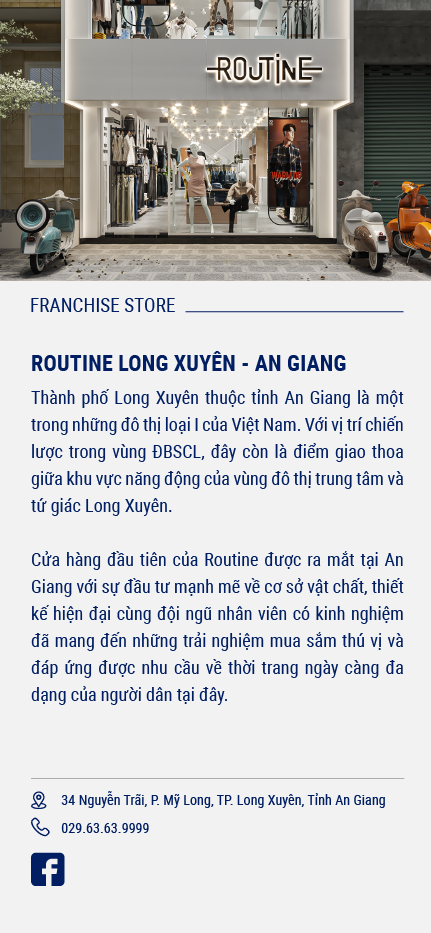 ROUTINE
FRANCHISE STORE
ROUTINE LONG XUYÊN - AN GIANG
Thành phố Long Xuyên thuộc tỉnh An Giang là một
trong những đô thị loại I của Việt Nam. Với vị trí chiến
lược trong vùng ĐBSCL, đây còn là điểm giao thoa
giữa khu vực năng động của vùng đô thị trung tâm và
tứ giác Long Xuyên.
Cửa hàng đầu tiên của Routine được ra mắt tại An
Giang với sự đầu tư mạnh mẽ về cơ sở vật chất, thiết
kế hiện đại cùng đội ngũ nhân viên có kinh nghiệm
đã mang đến những trải nghiệm mua sắm thú vị và
đáp ứng được nhu cầu về thời trang ngày càng đa
dạng của người dân tại đây.
34 Nguyễn Trãi, P. Mỹ Long, TP. Long Xuyên, Tỉnh An Giang
029.63.63.9999